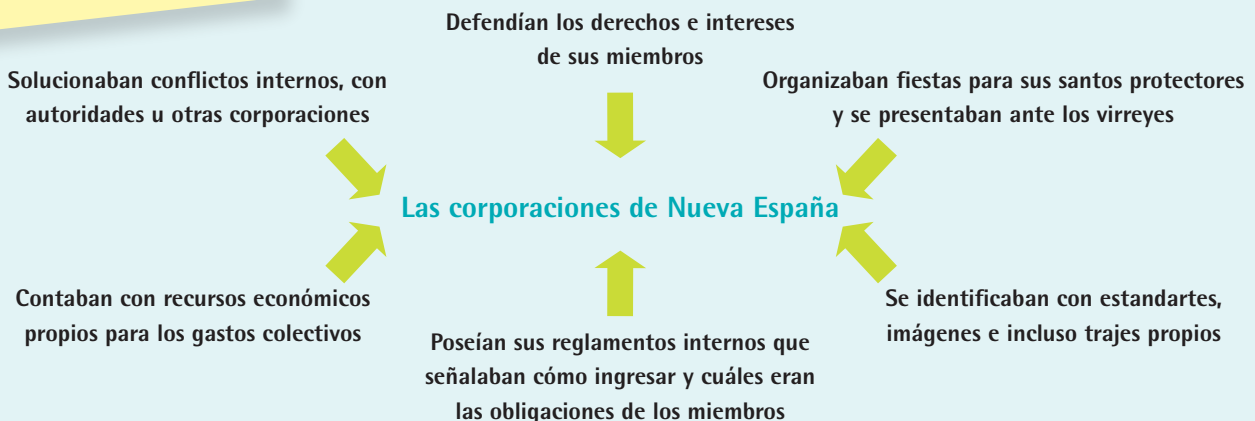 Defendían los derechos e intereses
de sus miembros
Solucionaban conflictos internos, con
autoridades u otras corporaciones
Organizaban fiestas para sus santos protectores
y se presentaban ante los virreyes
Las corporaciones de Nueva España
Contaban con recursos económicos
propios para los gastos colectivos
Se identificaban con estandartes,
imágenes e incluso trajes propios
Poseían sus reglamentos internos que
señalaban cómo ingresar y cuáles eran
las obligaciones de los miembros